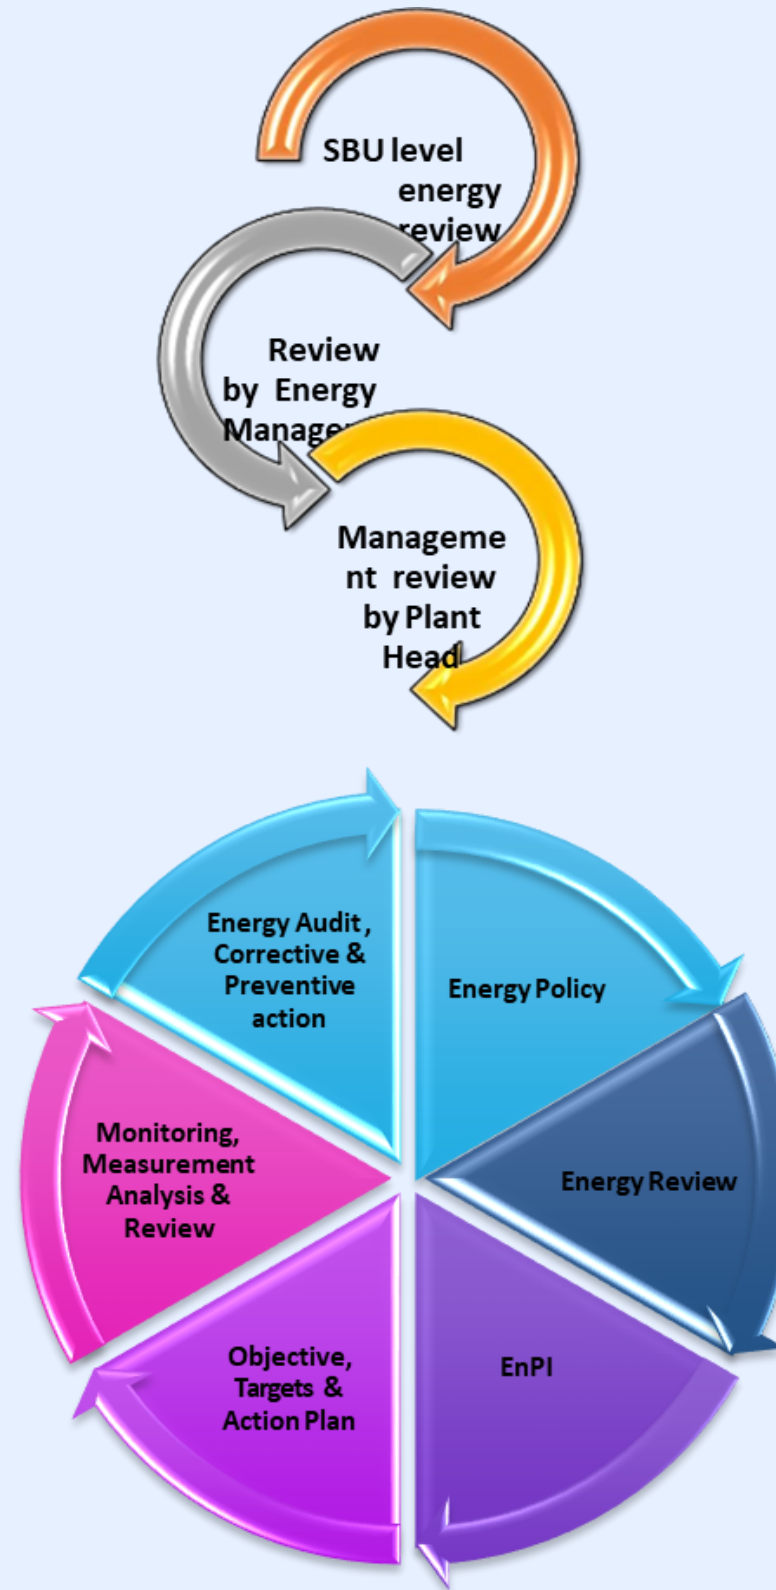 SBU level
energy
review
Review
by Energy
Manager
Manageme
nt review
by Plant
Head
Energy Audit,
Corrective &
Preventive
action
Energy Policy
Monitoring,
Measurement
Analysis &
Review
Energy Review
Objective,
Targets &
Action Plan
EnPI